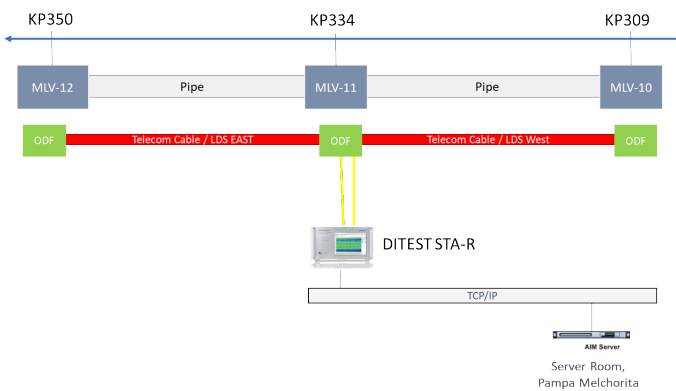 KP350 KP334 KP309
MLV-12 Pipe MLV-11 Pipe MLV-10
ODF Telecom Cable / LDS EAST ODF Telecom Cable / LDS West ODF
DITEST STA-R
TCP/IP
AIM Server
Server Room,
Pampa Melchorita